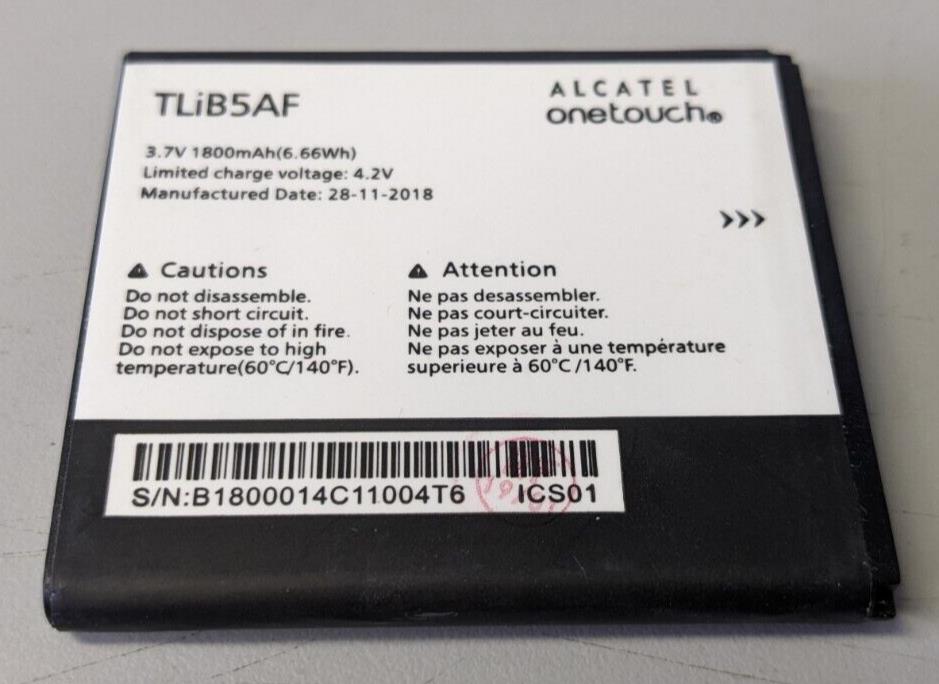 TLiB5AF
ALCATEL
onetouch®
3.7V 1800mAh(6.66Wh)
Limited charge voltage: 4.2V
Manufactured Date: 28-11-2018
>>>
Cautions
Do not disassemble.
Do not short circuit.
Do not dispose of in fire.
Do not expose to high
temperature(60°C/140°F).
Attention
Ne pas desassembler.
Ne pas court-circuiter.
Ne pas jeter au feu.
Ne pas exposer à une température
superieure à 60°C/140°F.
S/N:B1800014C11004T6 ICS01